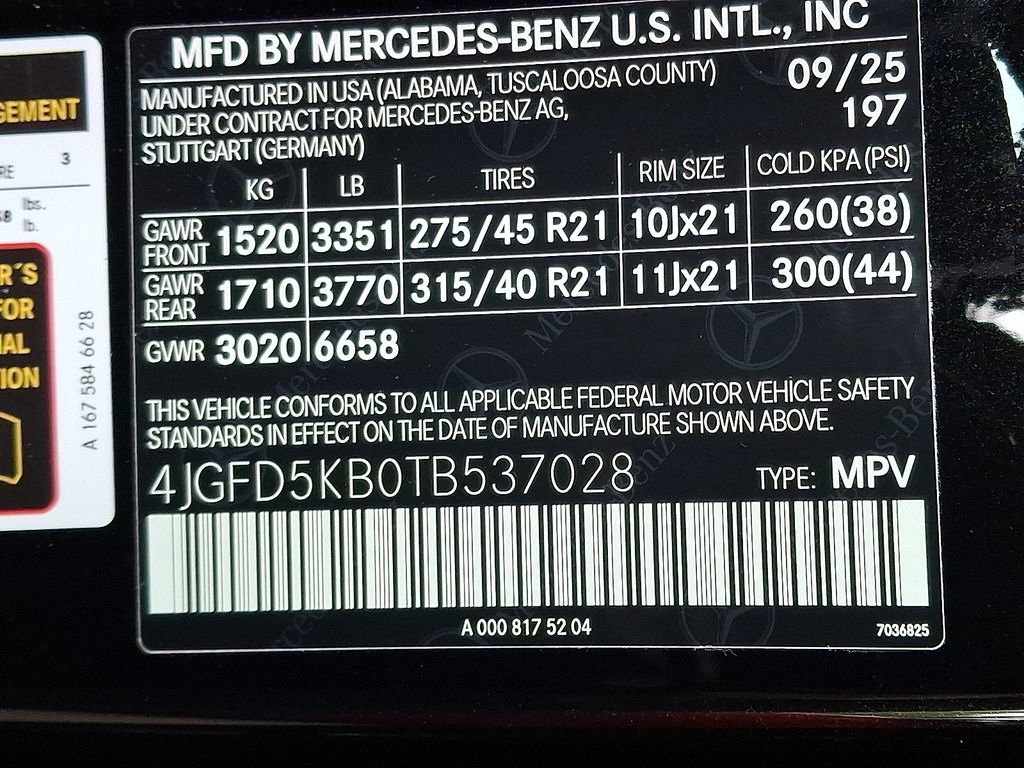 MFD BY MERCEDES-BENZ U.S. INTL., INC
MANUFACTURED IN USA (ALABAMA, TUSCALOOSA COUNTY) 09/25
UNDER CONTRACT FOR MERCEDES-BENZ AG, 197
STUTTGART (GERMANY)
KG LB TIRES RIM SIZE COLD KPA (PSI)
GAWR FRONT 1520 3351 275/45 R21 10Jx21 260(38)
GAWR REAR 1710 3770 315/40 R21 11Jx21 300(44)
GVWR 3020 6658
THIS VEHICLE CONFORMS TO ALL APPLICABLE FEDERAL MOTOR VEHICLE SAFETY
STANDARDS IN EFFECT ON THE DATE OF MANUFACTURE SHOWN ABOVE.
4JGFD5KB0TB537028 TYPE: MPV
A 000 817 52 04 7036825
3
lbs.
lb.
A 167 584 66 28